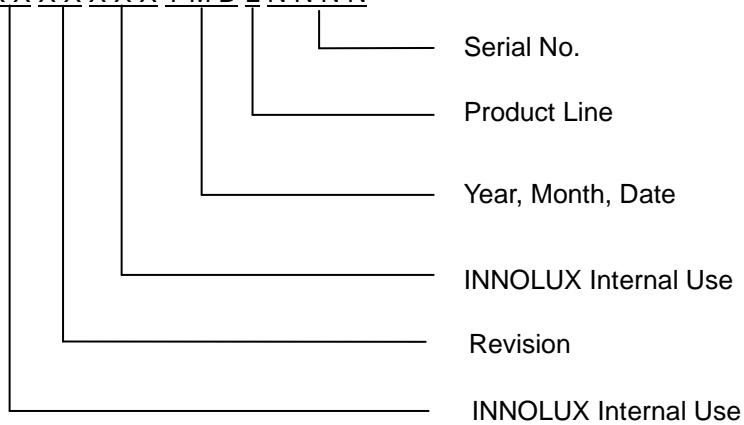 Serial No.
Product Line
Year, Month, Date
INNOLUX Internal Use
Revision
INNOLUX Internal Use